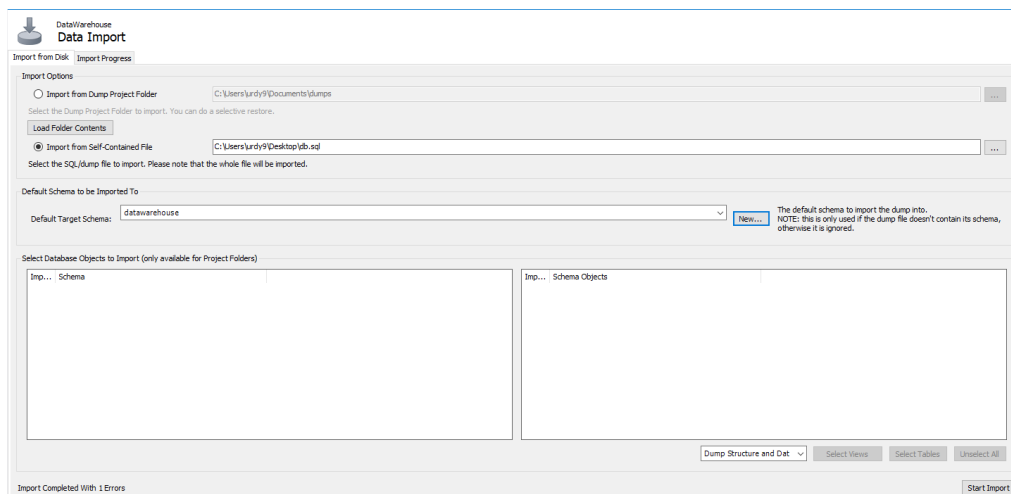 DataWarehouse
Data Import
Import from Disk Import Progress
Import Options
Import from Dump Project Folder C:\Users\urdy9\Documents\dumps ...
Select the Dump Project Folder to import. You can do a selective restore.
Load Folder Contents
Import from Self-Contained File C:\Users\urdy9\Desktop\db.sql ...
Select the SQL/dump file to import. Please note that the whole file will be imported.
Default Schema to be Imported To
Default Target Schema: datawarehouse New...
The default schema to import the dump into.
NOTE: this is only used if the dump file doesn't contain its schema,
otherwise it is ignored.
Select Database Objects to Import (only available for Project Folders)
Imp... Schema Imp... Schema Objects
Dump Structure and Dat Select Views Select Tables Unselect All
Import Completed With 1 Errors Start Import